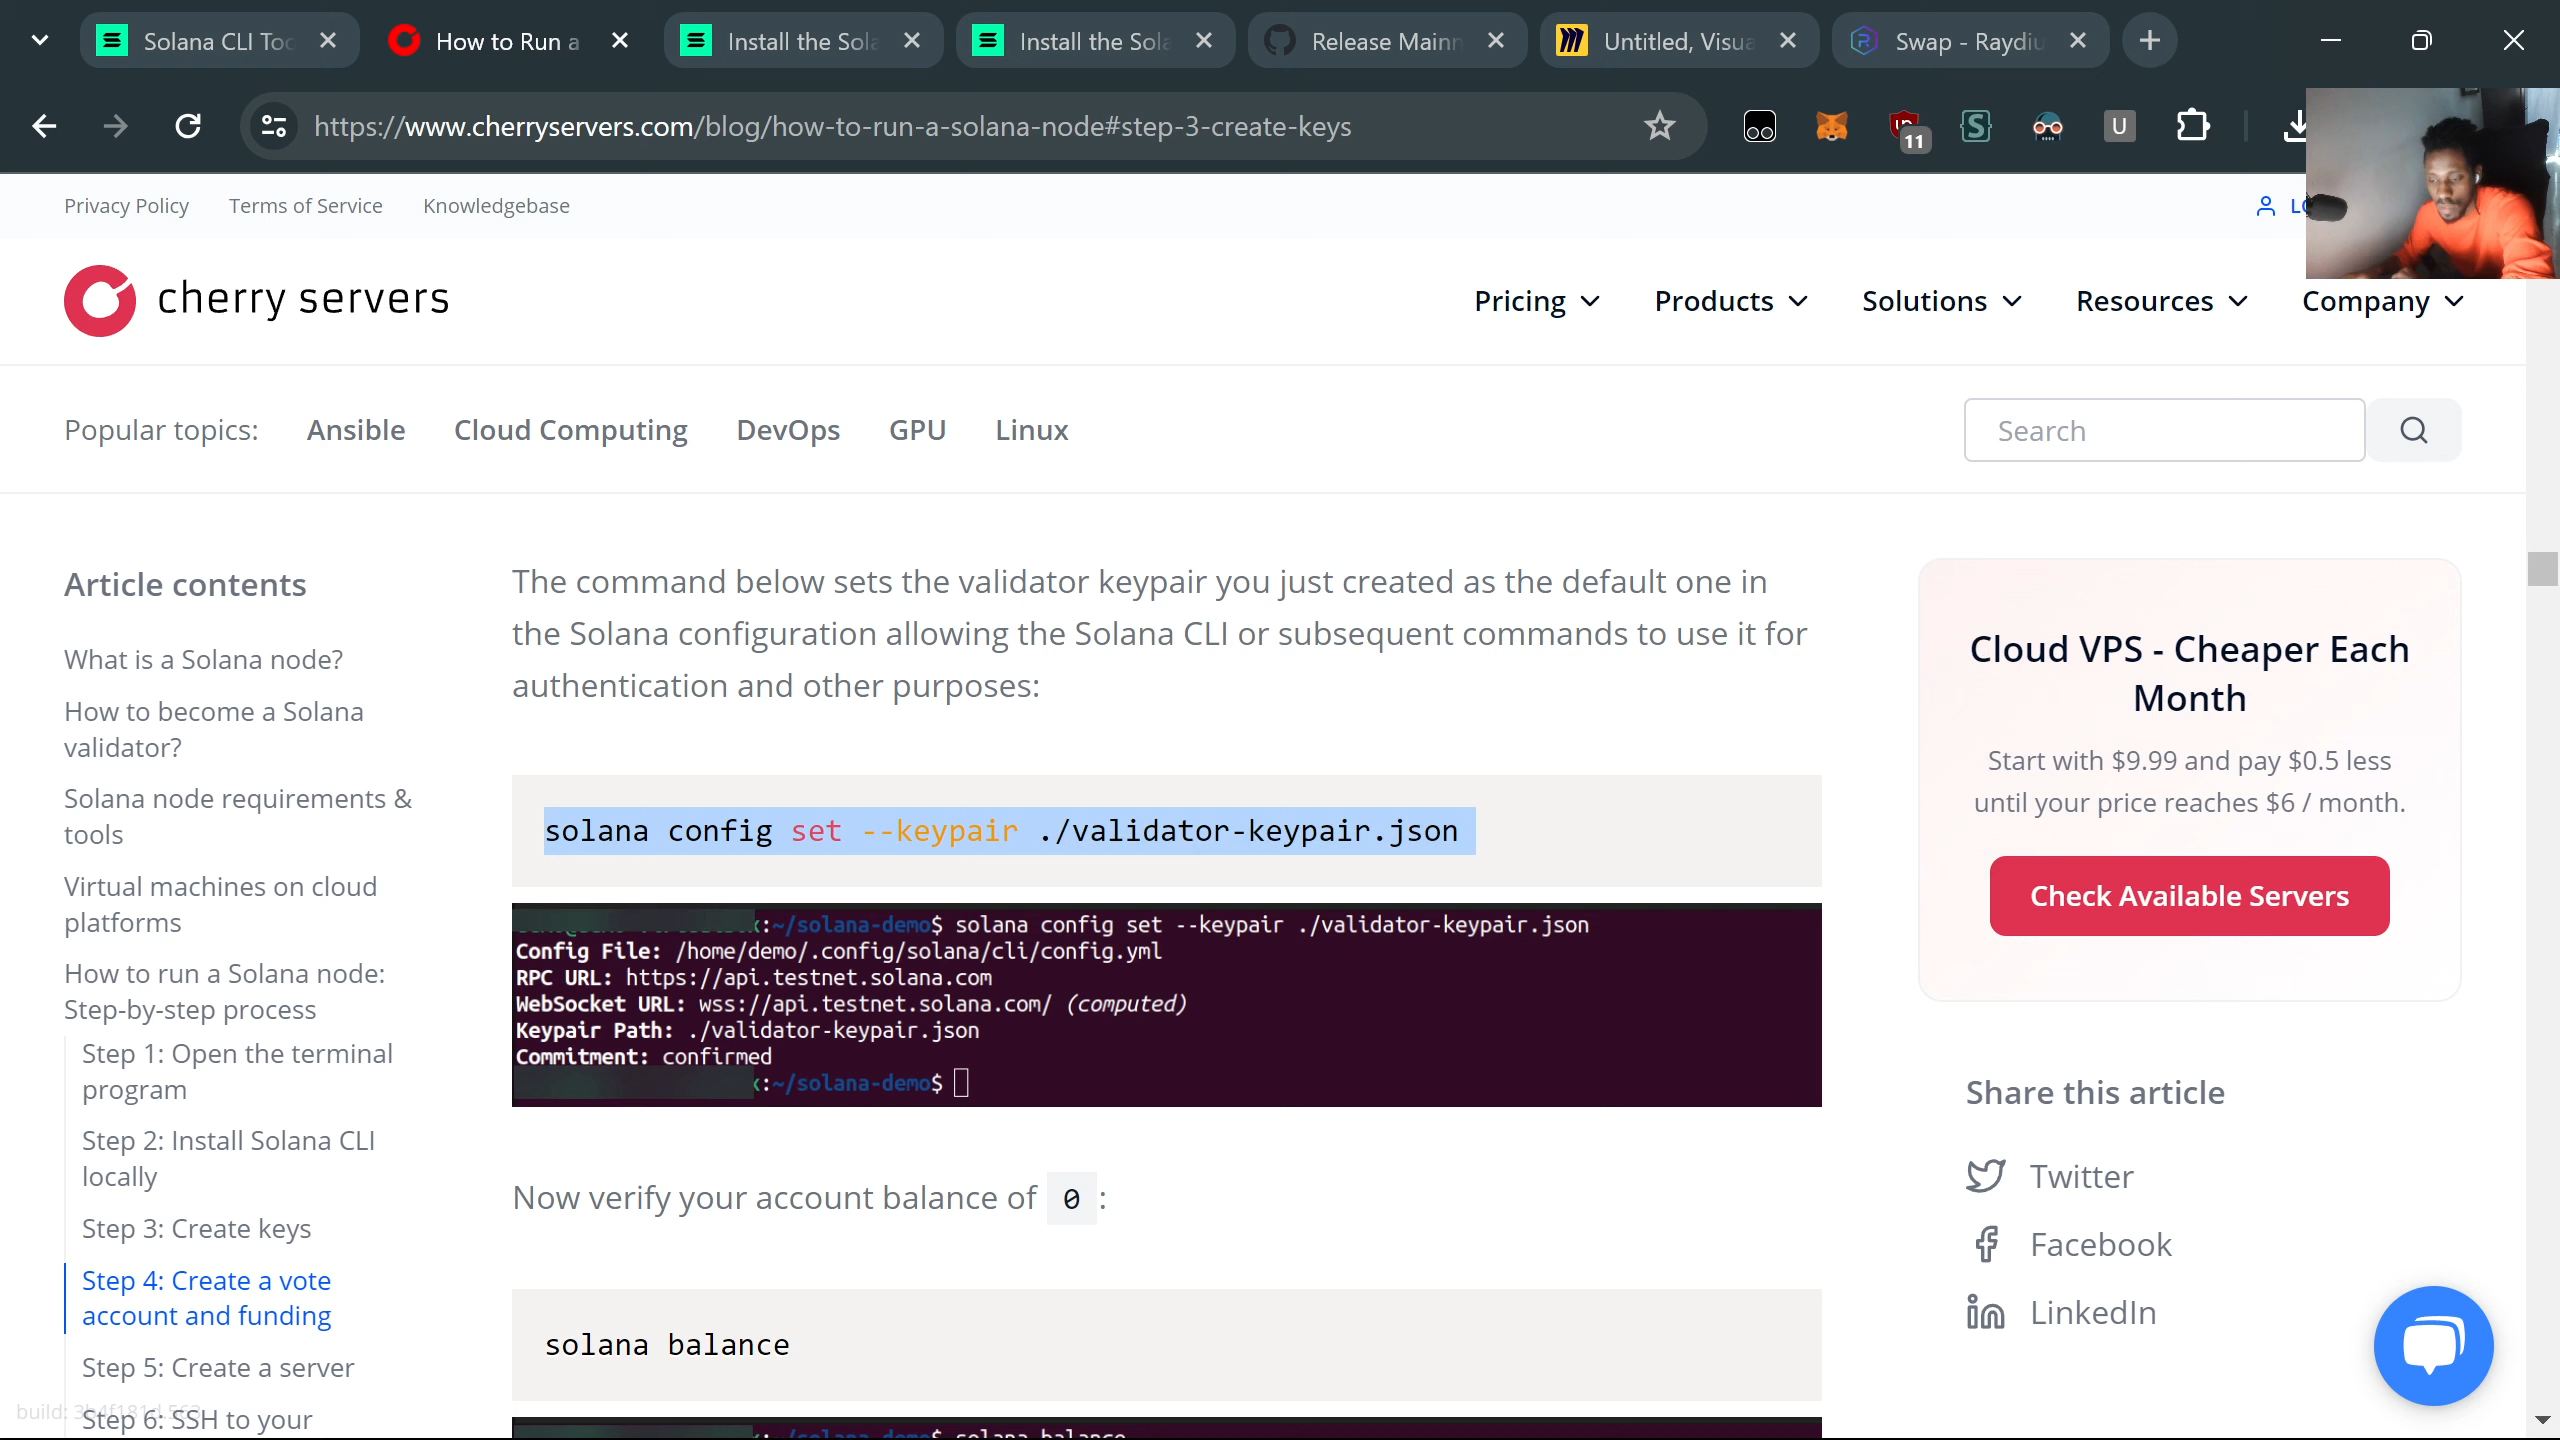 Solana CLI Too
How to Run a
Install the Sola
Install the Sola
Release Mainn
Untitled, Visua
Swap - Raydiu
https://www.cherryservers.com/blog/how-to-run-a-solana-node#step-3-create-keys
11
U
Privacy Policy
Terms of Service
Knowledgebase
cherry servers
Pricing
Products
Solutions
Resources
Company
Popular topics:
Ansible
Cloud Computing
DevOps
GPU
Linux
Search
Article contents
What is a Solana node?
How to become a Solana
validator?
Solana node requirements &
tools
Virtual machines on cloud
platforms
How to run a Solana node:
Step-by-step process
Step 1: Open the terminal
program
Step 2: Install Solana CLI
locally
Step 3: Create keys
Step 4: Create a vote
account and funding
Step 5: Create a server
Step 6: SSH to your
The command below sets the validator keypair you just created as the default one in
the Solana configuration allowing the Solana CLI or subsequent commands to use it for
authentication and other purposes:
solana config set --keypair ./validator-keypair.json
:~/solana-demo$ solana config set --keypair ./validator-keypair.json
Config File: /home/demo/.config/solana/cli/config.yml
RPC URL: https://api.testnet.solana.com
WebSocket URL: wss://api.testnet.solana.com/ (computed)
Keypair Path: ./validator-keypair.json
Commitment: confirmed
:~/solana-demo$
Now verify your account balance of 0:
solana balance
:~/solana-demo$ solana balance
Cloud VPS - Cheaper Each
Month
Start with $9.99 and pay $0.5 less
until your price reaches $6 / month.
Check Available Servers
Share this article
Twitter
Facebook
LinkedIn